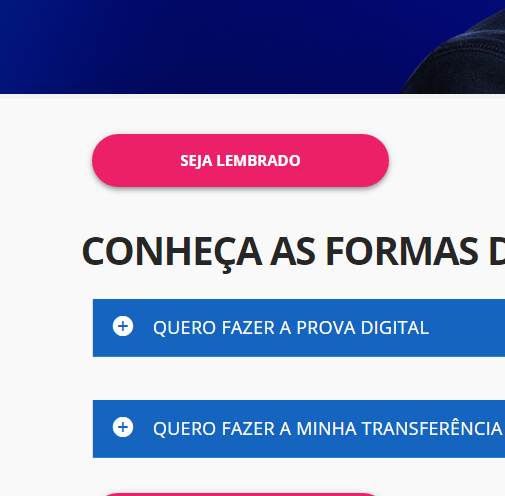 SEJA LEMBRADO
CONHEÇA AS FORMAS
QUERO FAZER A PROVA DIGITAL
QUERO FAZER A MINHA TRANSFERÊNCIA